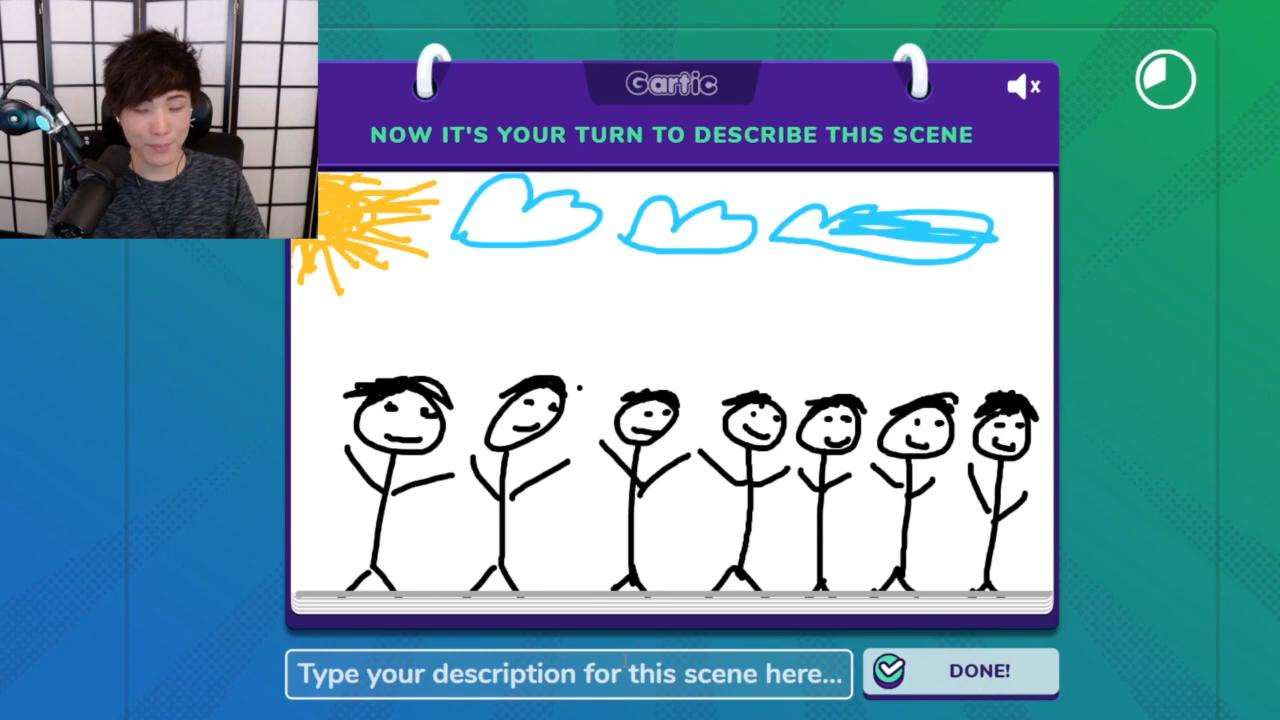 Gartic
NOW IT'S YOUR TURN TO DESCRIBE THIS SCENE
Type your description for this scene here...
DONE!